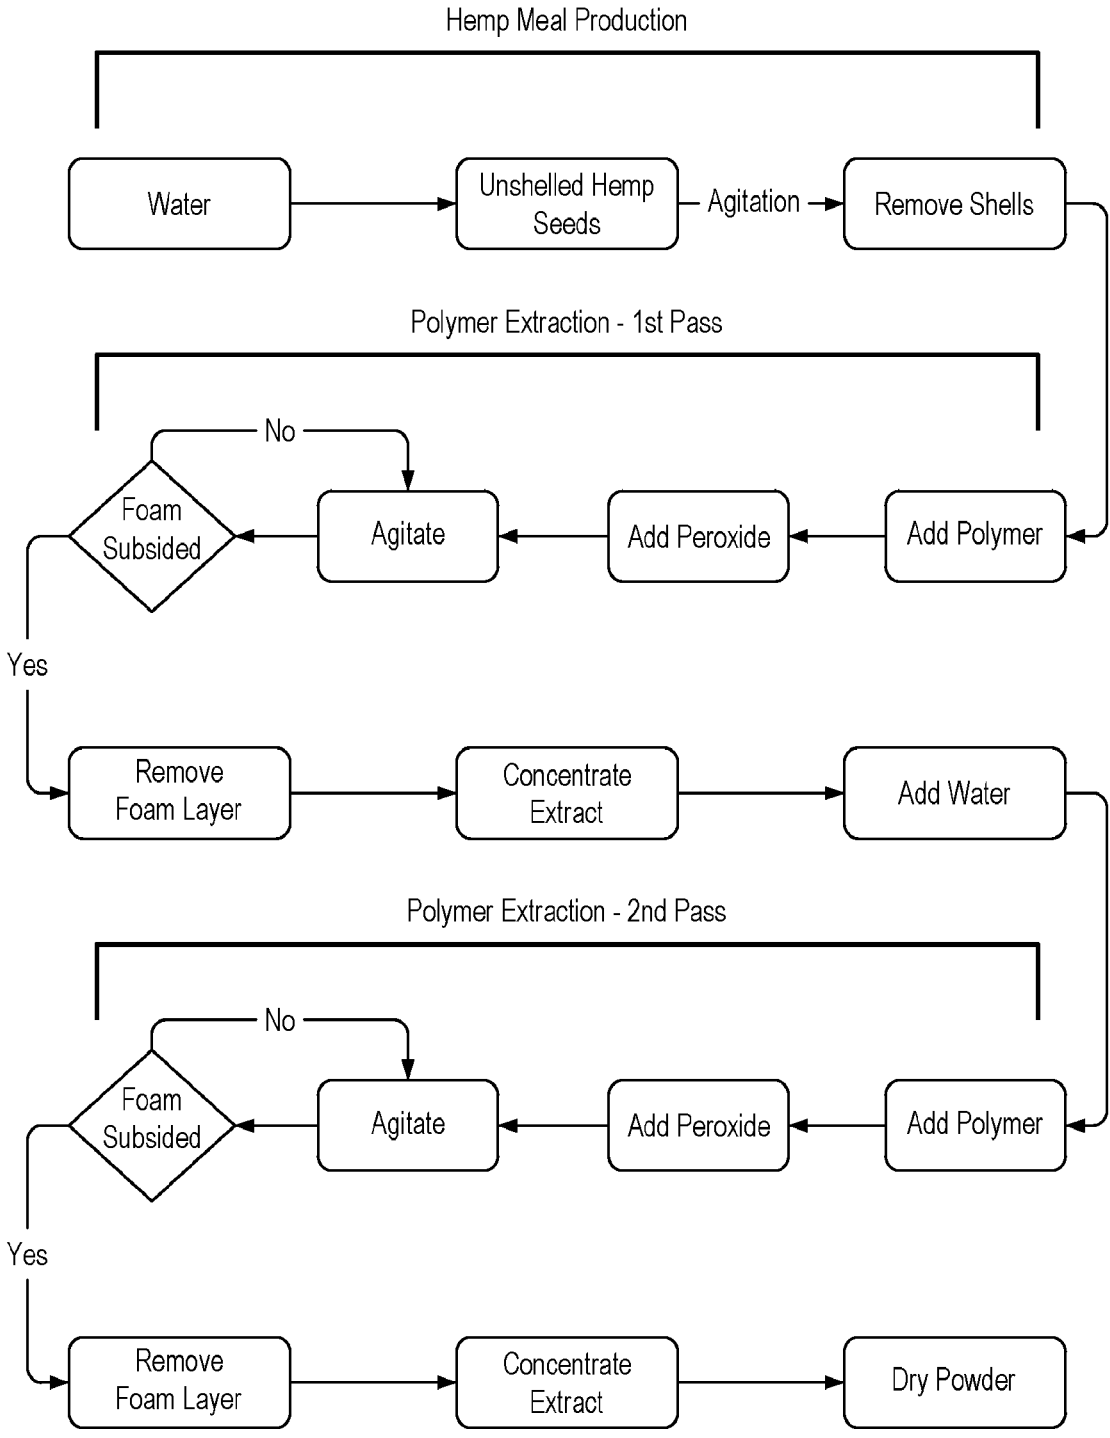 Hemp Meal Production
Water
Unshelled Hemp
Seeds
Agitation
Remove Shells
Polymer Extraction - 1st Pass
No
Foam
Subsided
Agitate
Add Peroxide
Add Polymer
Yes
Remove
Foam Layer
Concentrate
Extract
Add Water
Polymer Extraction - 2nd Pass
No
Foam
Subsided
Agitate
Add Peroxide
Add Polymer
Yes
Remove
Foam Layer
Concentrate
Extract
Dry Powder